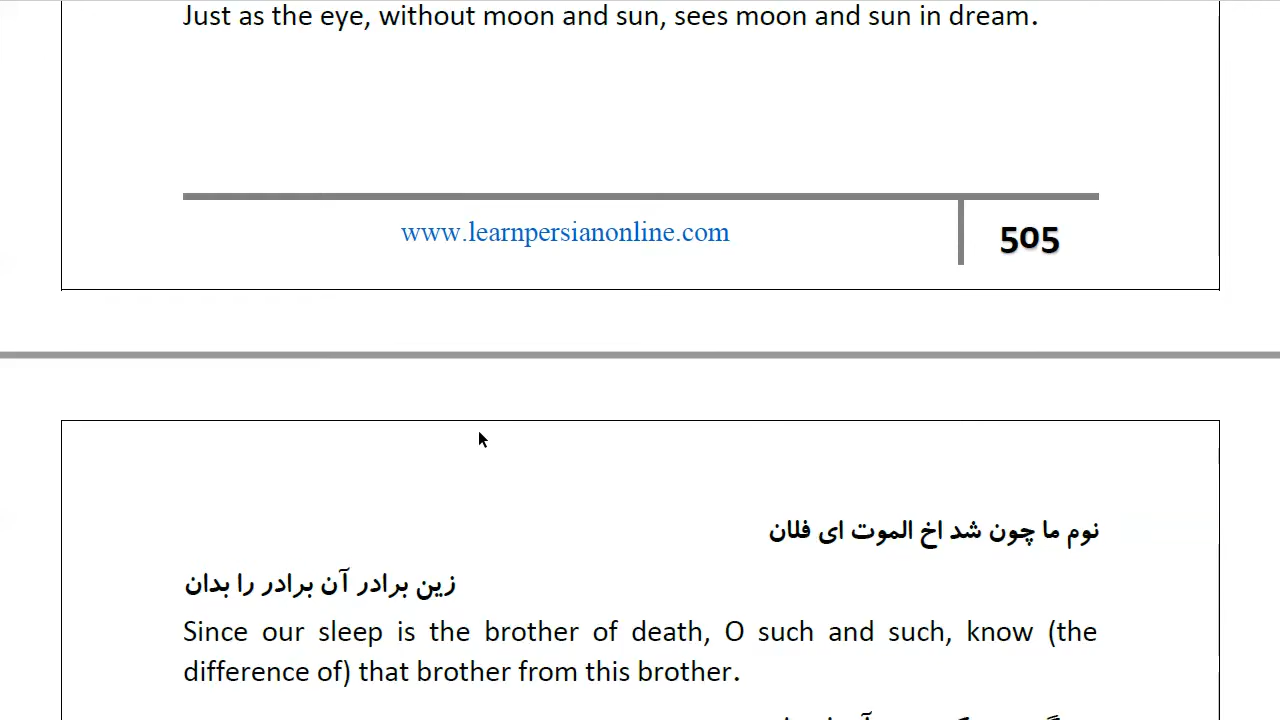 Just as the eye, without moon and sun, sees moon and sun in dream.
www.learnpersianonline.com
505
نوم ما چون شد اخ الموت ای فلان
زین برادر آن برادر را بدان
Since our sleep is the brother of death, O such and such, know (the
difference of) that brother from this brother.